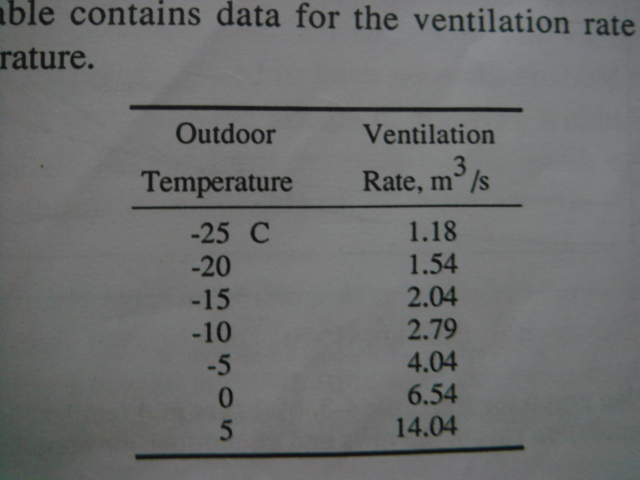 able contains data for the ventilation rate
rature.
Outdoor Ventilation
Temperature Rate, m³/s
-25 C 1.18
-20 1.54
-15 2.04
-10 2.79
-5 4.04
0 6.54
5 14.04